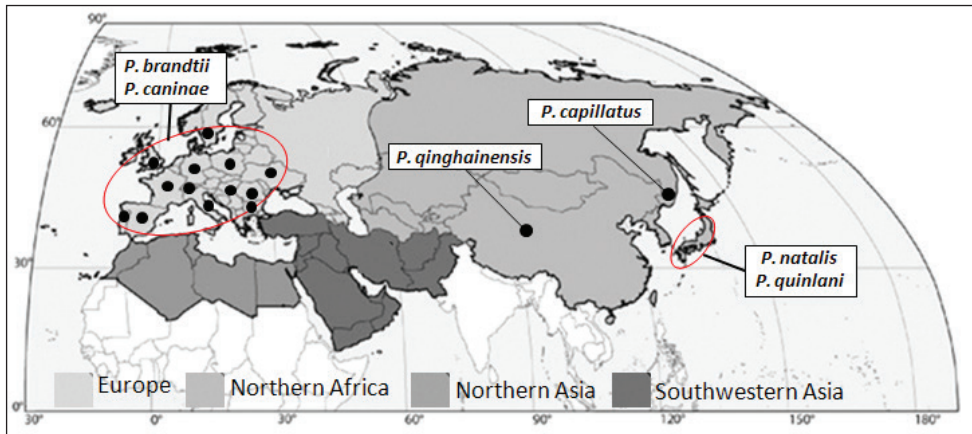 90°
P. brandtii
P. caninae
60°
P. capillatus
P. qinghainensis
30°
P. natalis
P. quinlani
Europe
Northern Africa
Northern Asia
Southwestern Asia
0°
30°
0°
30°
60°
90°
120°
150°
180°